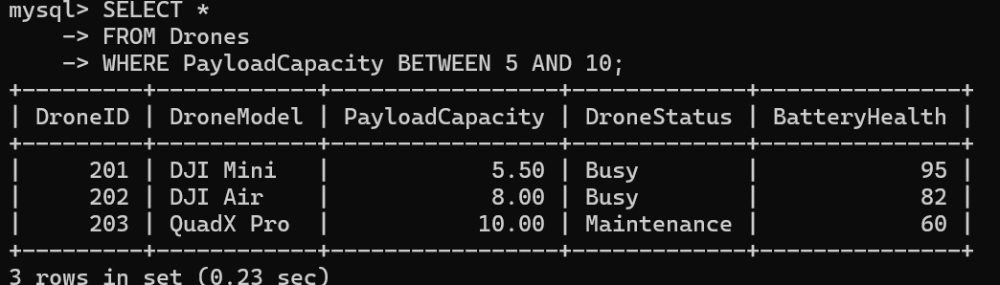 mysql> SELECT *
    -> FROM Drones
    -> WHERE PayloadCapacity BETWEEN 5 AND 10;
+---------+------------+-----------------+-------------+---------------+
| DroneID | DroneModel | PayloadCapacity | DroneStatus | BatteryHealth |
+---------+------------+-----------------+-------------+---------------+
|     201 | DJI Mini   |            5.50 | Busy        |            95 |
|     202 | DJI Air    |            8.00 | Busy        |            82 |
|     203 | QuadX Pro  |           10.00 | Maintenance |            60 |
+---------+------------+-----------------+-------------+---------------+
3 rows in set (0.23 sec)